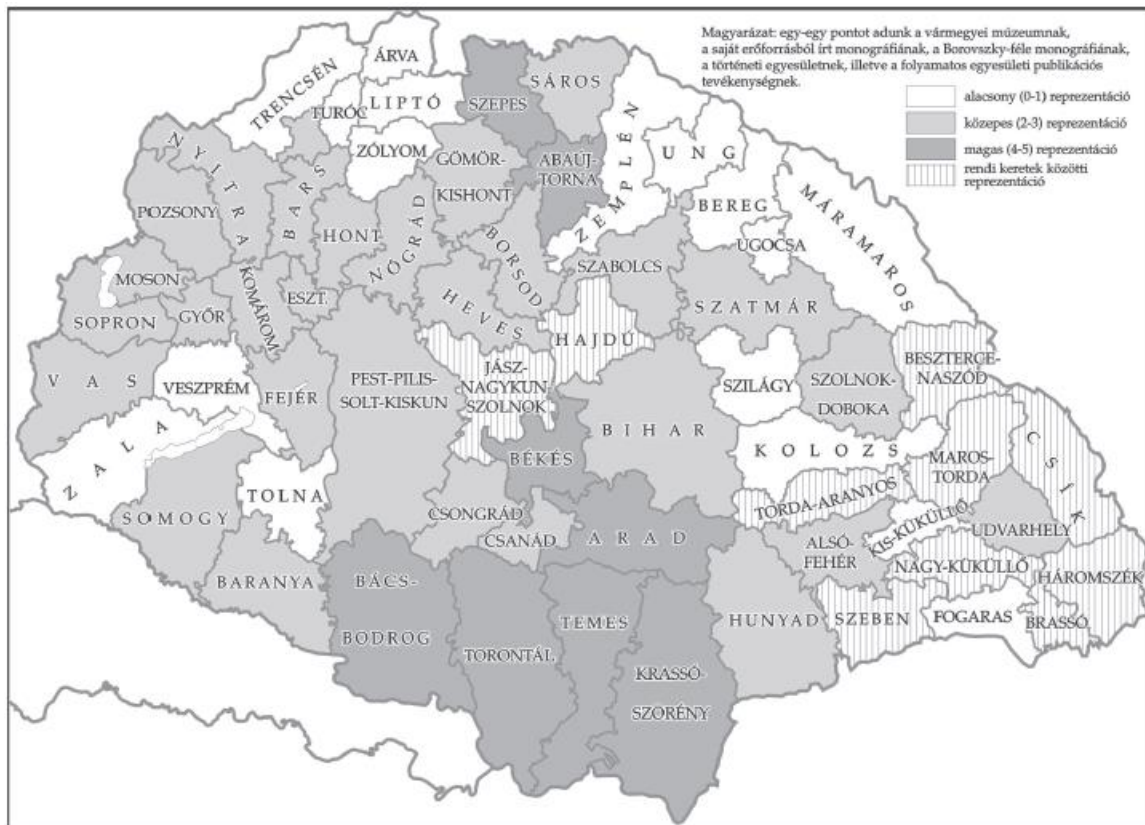 Magyarázat: egy-egy pontot adunk a vármegyei múzeumnak,
a saját erőforrásból írt monográfiának, a Borovszky-féle monográfiának,
a történeti egyesületnek, illetve a folyamatos egyesületi publikációs
tevékenységnek.
alacsony (0-1) reprezentáció
közepes (2-3) reprezentáció
magas (4-5) reprezentáció
rendi keretek közötti
reprezentáció
ÁRVA
TRENCSÉN
TURÓC
LIPTÓ
SZEPES
SÁROS
ZÓLYOM
NYITRA
BARS
GÖMÖR-
KISHONT
ABAÚJ-
TORNA
ZEMPLÉN
UNG
BEREG
UGOCSA
MÁRAMAROS
POZSONY
HONT
NÓGRÁD
BORSOD
SZABOLCS
SZATMÁR
MOSON
SOPRON
GYŐR
KOMÁROM
ESZT.
HEVES
HAJDÚ
BESZTERCE-
NASZÓD
VAS
VESZPRÉM
FEJÉR
PEST-PILIS-
SOLT-KISKUN
JÁSZ-
NAGYKUN-
SZOLNOK
SZILÁGY
SZOLNOK-
DOBOKA
ZALA
BÉKÉS
BIHAR
KOLOZS
MAROS-
TORDA
CSÍK
SOMOGY
TOLNA
CSONGRÁD
CSANÁD
ARAD
TORDA-ARANYOS
KIS-KÜKÜLLŐ
UDVARHELY
ALSÓ-
FEHÉR
NAGY-KÜKÜLLŐ
HÁROMSZÉK
BARANYA
BÁCS-
BODROG
TORONTÁL
TEMES
KRASSÓ-
SZÖRÉNY
HUNYAD
SZEBEN
FOGARAS
BRASSÓ